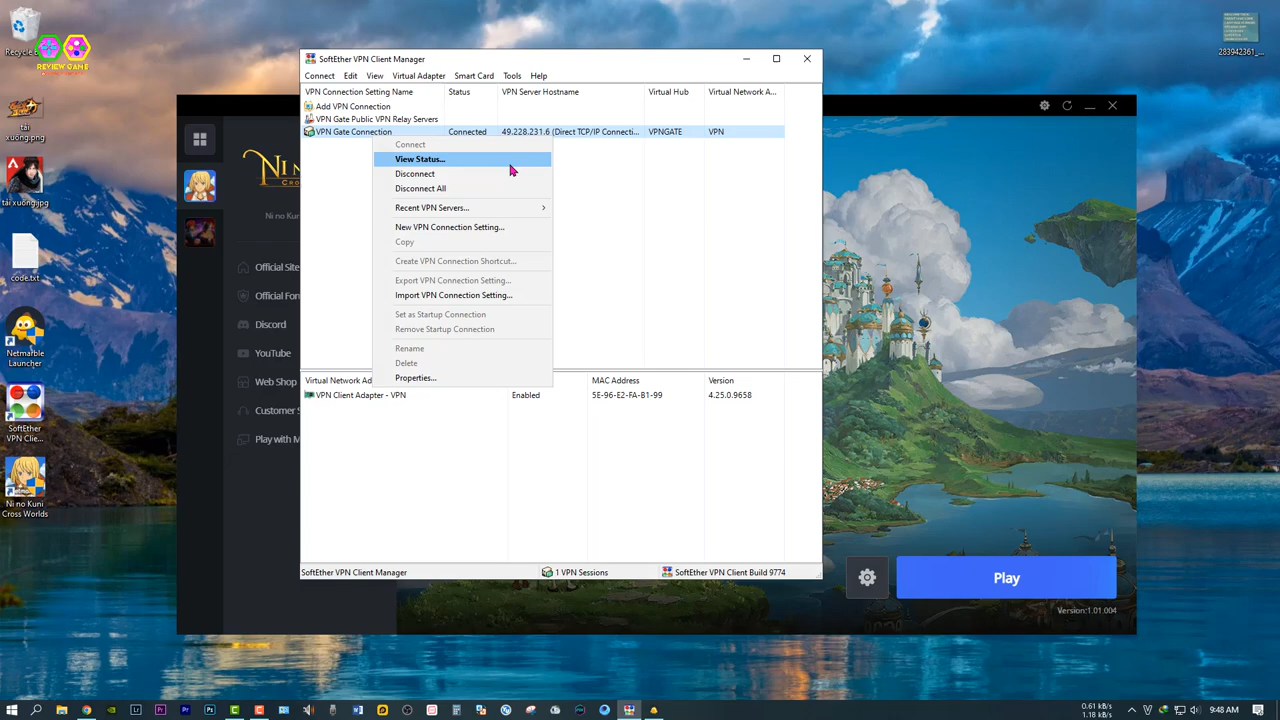 Recycle
REVIEW GAME
tải
xuống.png
tải xuống.jpg
code.txt
Netmarble
Launcher
SoftEther
VPN Clie...
Ni no Kuni
Cross Worlds
283942361_...
SoftEther VPN Client Manager
Connect Edit View Virtual Adapter Smart Card Tools Help
VPN Connection Setting Name Status VPN Server Hostname Virtual Hub Virtual Network A...
Add VPN Connection
VPN Gate Public VPN Relay Servers
VPN Gate Connection Connected 49.228.231.6 (Direct TCP/IP Connecti... VPNGATE VPN
Connect
View Status...
Disconnect
Disconnect All
Recent VPN Servers...
New VPN Connection Setting...
Copy
Create VPN Connection Shortcut...
Export VPN Connection Setting...
Import VPN Connection Setting...
Set as Startup Connection
Remove Startup Connection
Rename
Delete
Properties...
Virtual Network Ad MAC Address Version
VPN Client Adapter - VPN Enabled 5E-96-E2-FA-B1-99 4.25.0.9658
SoftEther VPN Client Manager 1 VPN Sessions SoftEther VPN Client Build 9774
Ni no
Ni no Ku
Official Site
Official
Discord
YouTube
Web Shop
Customer
Play with M
Play
Version:1.01.004
0.61 kB/s
1.18 kB/s
9:48 AM